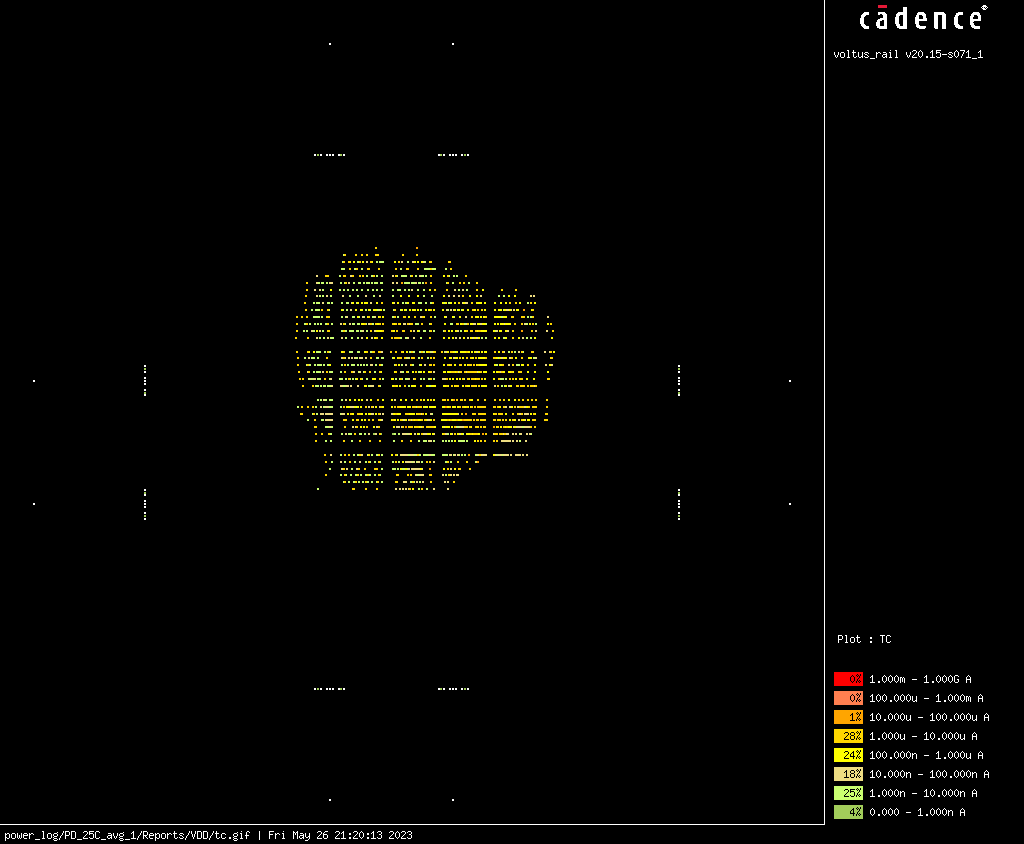 cādence®
voltus_rail v20.15-s071_1
Plot : TC
0% 1.000m - 1.000G A
0% 100.000u - 1.000m A
1% 10.000u - 100.000u A
28% 1.000u - 10.000u A
24% 100.000n - 1.000u A
18% 10.000n - 100.000n A
25% 1.000n - 10.000n A
4% 0.000 - 1.000n A
power_log/PD_25C_avg_1/Reports/VDD/tc.gif | Fri May 26 21:20:13 2023